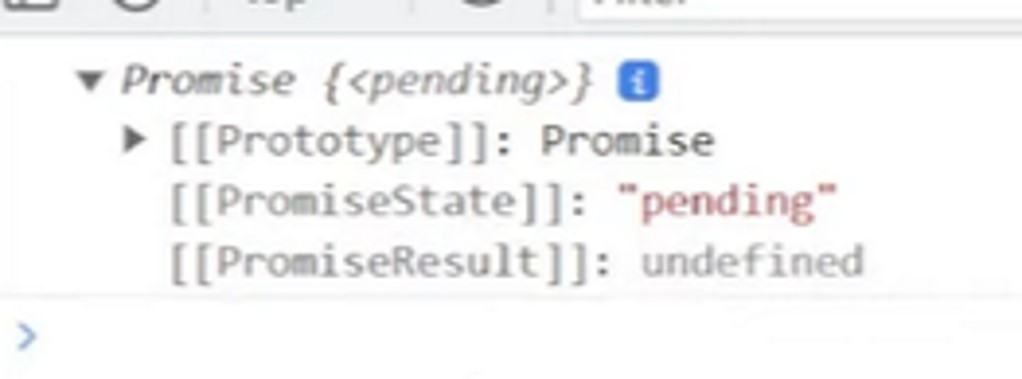 Promise {<pending>} i
[[Prototype]]: Promise
[[PromiseState]]: "pending"
[[PromiseResult]]: undefined
>